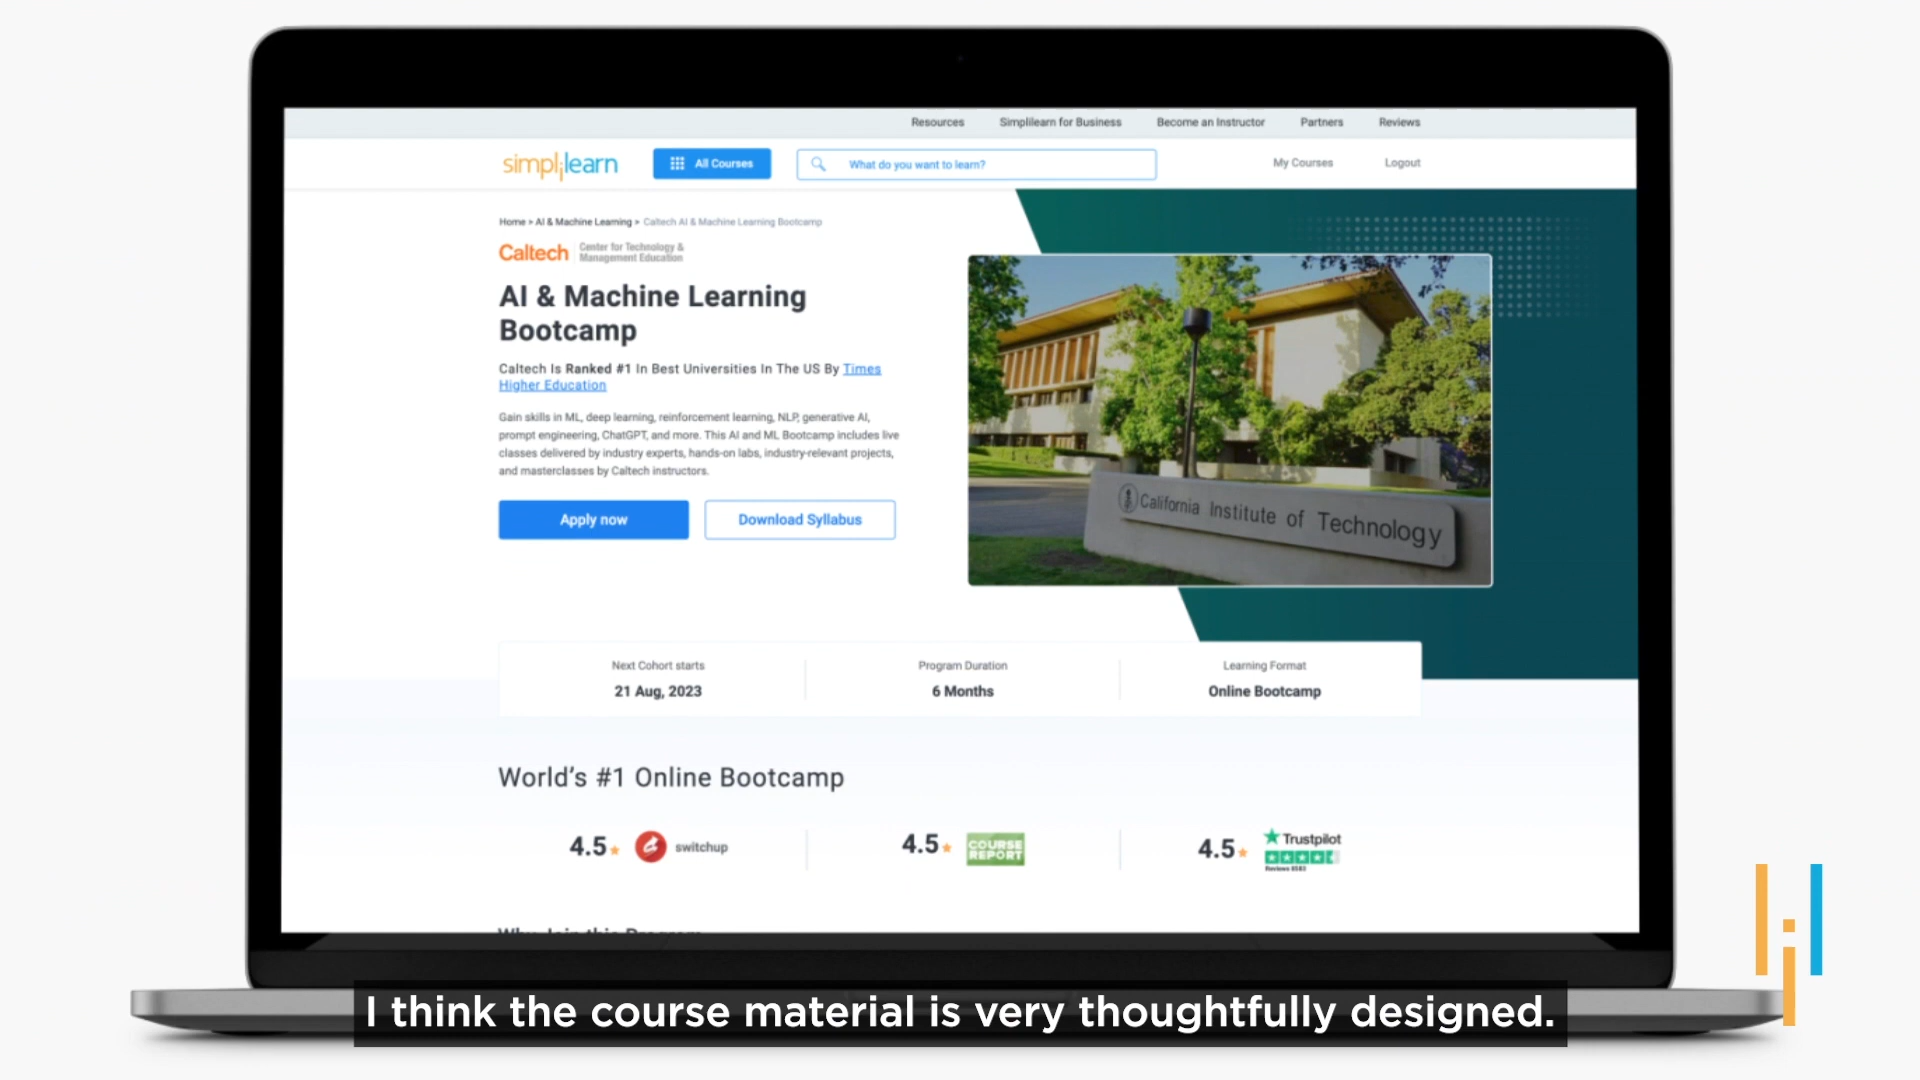 Resources Simplilearn for Business Become an Instructor Partners Reviews
simplilearn All Courses What do you want to learn? My Courses Logout
Home > AI & Machine Learning > Caltech AI & Machine Learning Bootcamp
Caltech Center for Technology &
Management Education
AI & Machine Learning
Bootcamp
Caltech Is Ranked #1 In Best Universities In The US By Times
Higher Education
Gain skills in ML, deep learning, reinforcement learning, NLP, generative AI,
prompt engineering, ChatGPT, and more. This AI and ML Bootcamp includes live
classes delivered by industry experts, hands-on labs, industry-relevant projects,
and masterclasses by Caltech instructors.
Apply now Download Syllabus
California Institute of Technology
Next Cohort starts Program Duration Learning Format
21 Aug, 2023 6 Months Online Bootcamp
World's #1 Online Bootcamp
4.5 switchup 4.5 COURSE REPORT 4.5 Trustpilot
Why Join this Program
I think the course material is very thoughtfully designed.